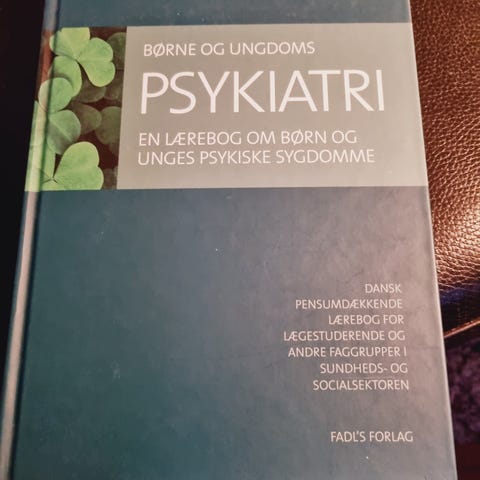 BØRNE OG UNGDOMS
PSYKIATRI
EN LÆREBOG OM BØRN OG
UNGES PSYKISKE SYGDOMME
DANSK
PENSUMDÆKKENDE
LÆREBOG FOR
LÆGESTUDERENDE OG
ANDRE FAGGRUPPER I
SUNDHEDS- OG
SOCIALSEKTOREN
FADL'S FORLAG